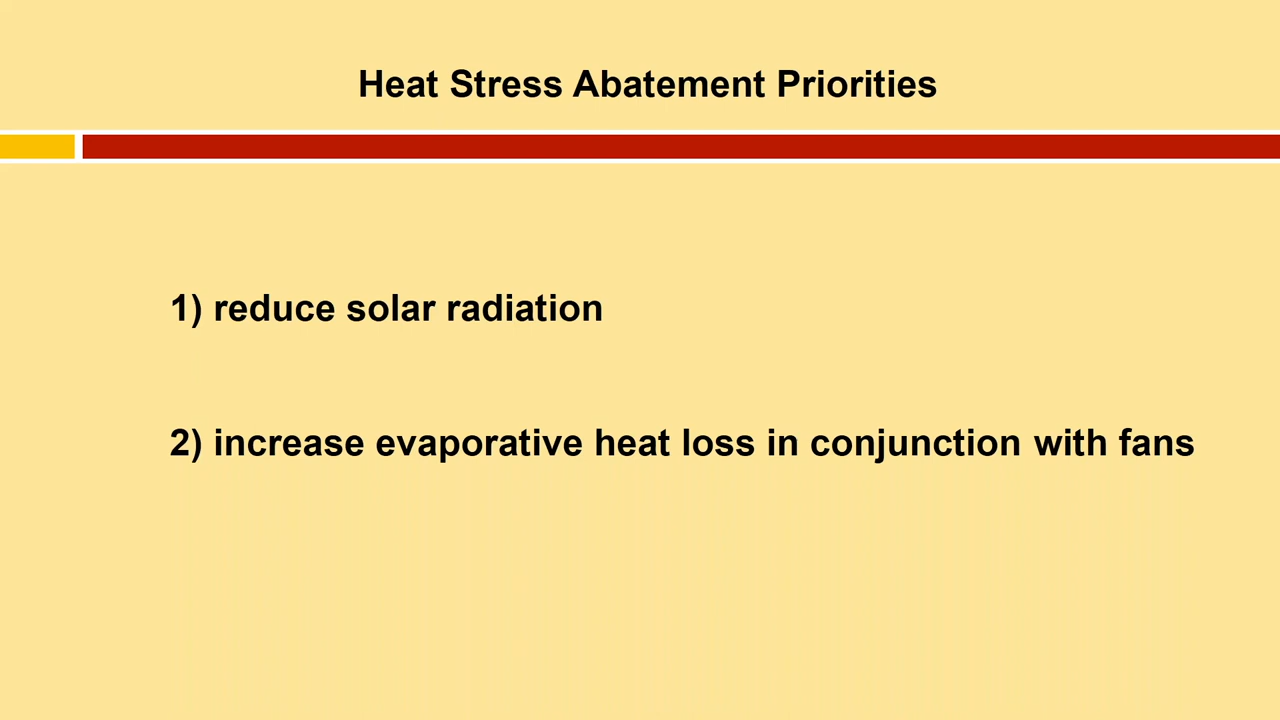 Heat Stress Abatement Priorities
1) reduce solar radiation
2) increase evaporative heat loss in conjunction with fans